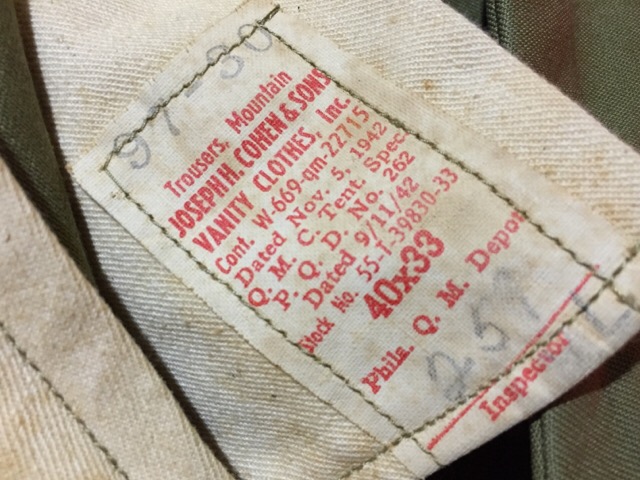 97-30
Trousers, Mountain
JOSEPH H. COHEN & SONS
VANITY CLOTHES, Inc.
Cont. W-669-qm-22715
Dated Nov. 5, 1942
Q. M. C. Tent. Spec
P. Q. D. No. 262
Dated 9/11/42
Stock No. 55-T-39830-33
40x33
Phila. Q. M. Depot
Inspector